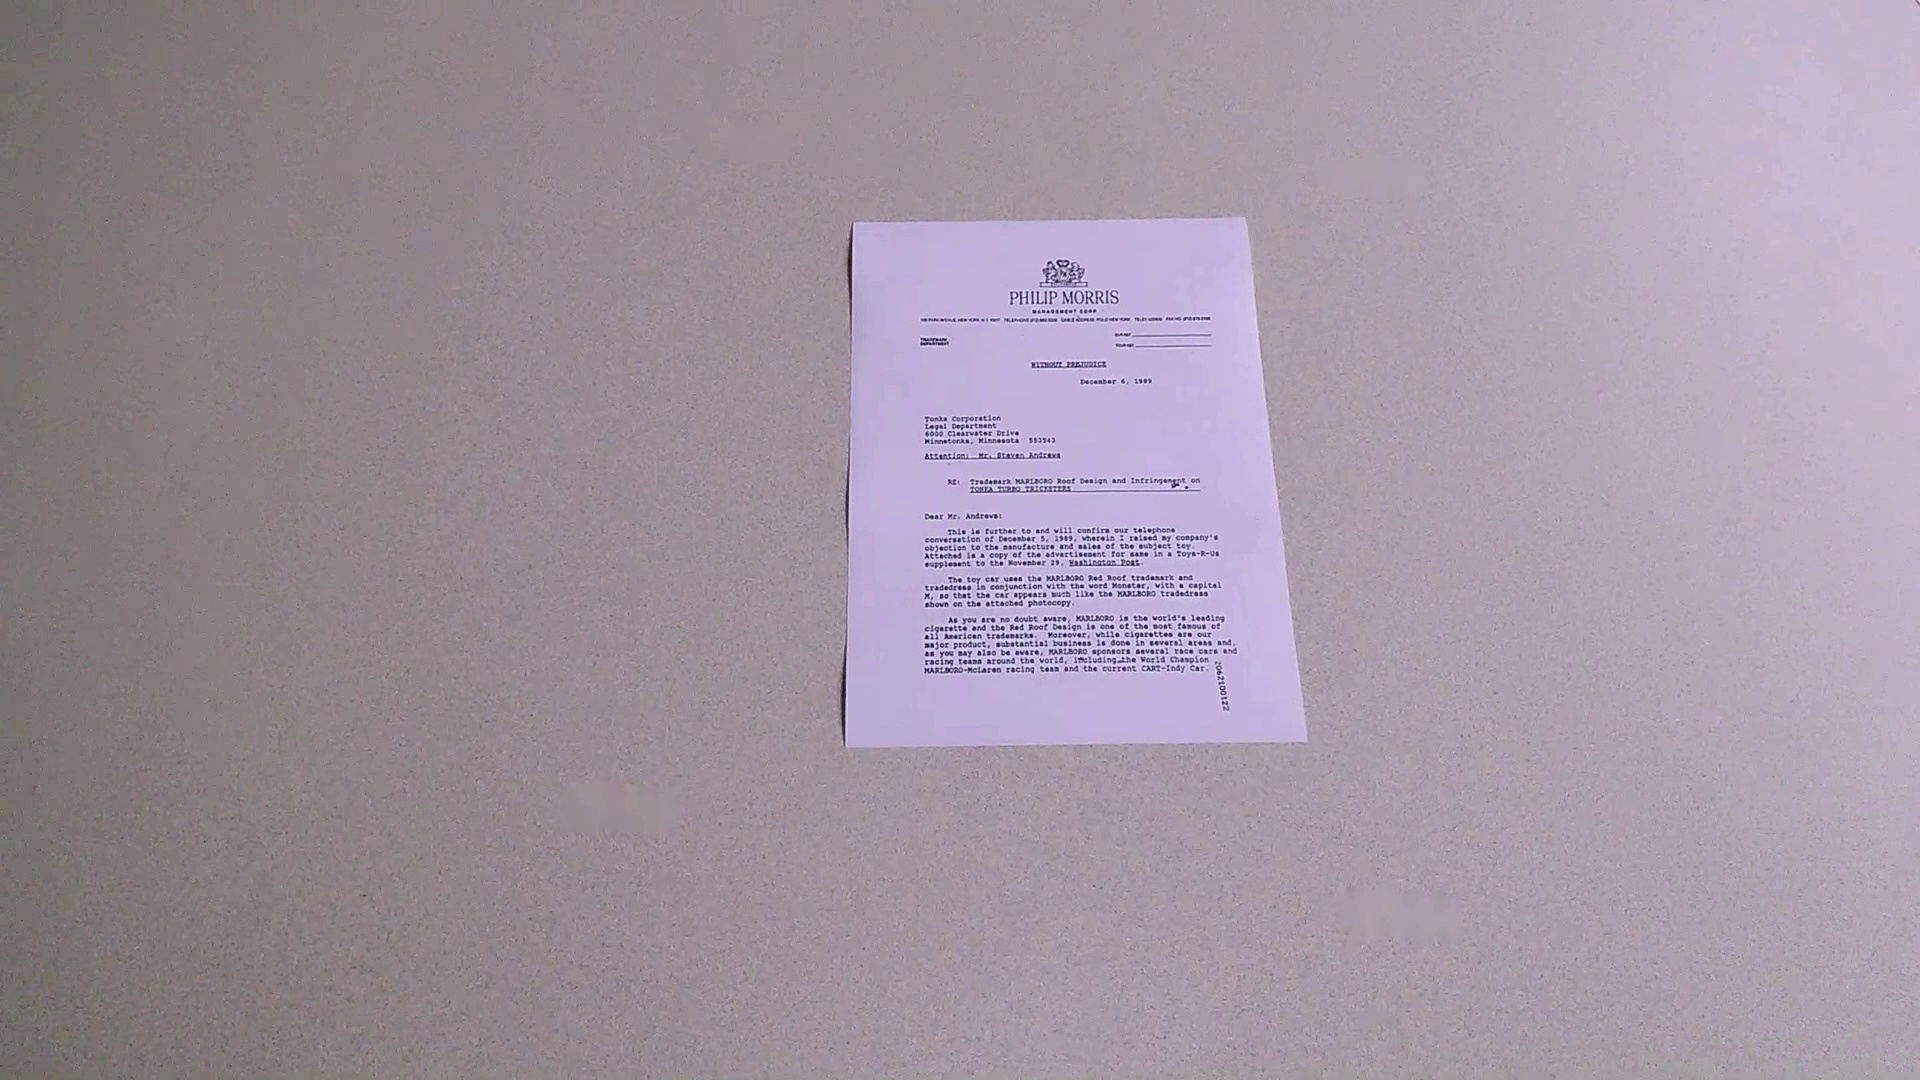 PHILIP MORRIS
MANAGEMENT CORP.
TRADEMARK
DEPARTMENT
OUR REF.
YOUR REF.
WITHOUT PREJUDICE
December 6, 1989
Tonka Corporation
Legal Department
6000 Clearwater Drive
Minnetonka, Minnesota 553543
Attention: Mr. Steven Andrews
RE: Trademark MARLBORO Roof Design and Infringement on
TONKA TURBO TRICKSTERS
Dear Mr. Andrews:
This is further to and will confirm our telephone
conversation of December 5, 1989, wherein I raised my company's
objection to the manufacture and sales of the subject toy.
Attached is a copy of the advertisement for same in a Toys-R-Us
supplement to the November 29, Washington Post.
The toy car uses the MARLBORO Red Roof trademark and
tradedress in conjunction with the word Monster, with a capital
M, so that the car appears much like the MARLBORO tradedress
shown on the attached photocopy.
As you are no doubt aware, MARLBORO is the world's leading
cigarette and the Red Roof Design is one of the most famous of
all American trademarks. Moreover, while cigarettes are our
major product, substantial business is done in several areas and,
as you may also be aware, MARLBORO sponsors several race cars and
racing teams around the world, including the World Champion
MARLBORO-McLaren racing team and the current CART-Indy Car.
2062100122